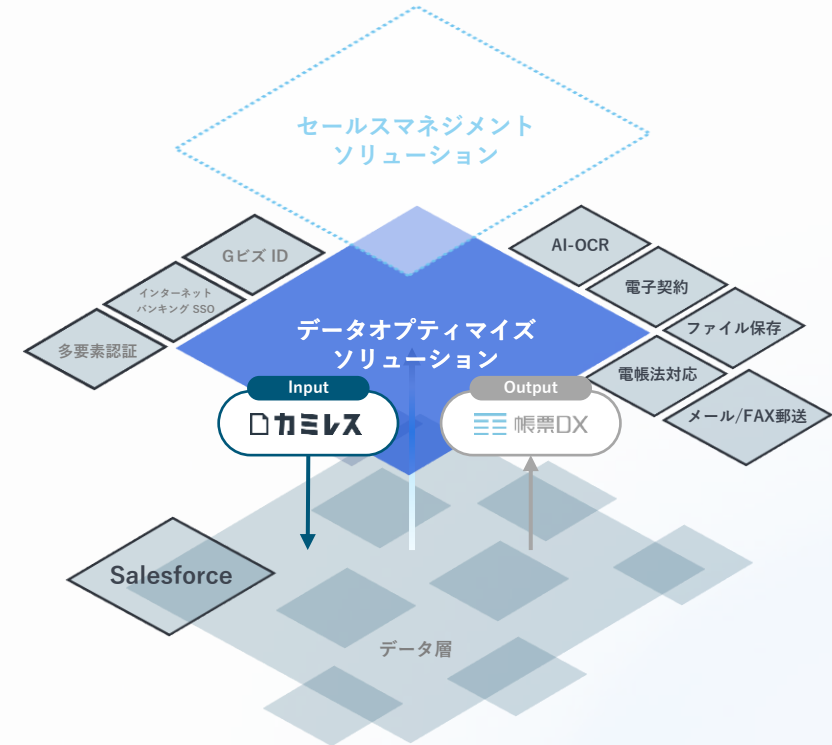 セールスマネジメント
ソリューション
GビズID
インターネット
バンキング SSO
多要素認証
AI-OCR
電子契約
ファイル保存
電帳法対応
メール/FAX郵送
データオプティマイズ
ソリューション
Input
カミレス
Output
帳票DX
Salesforce
データ層